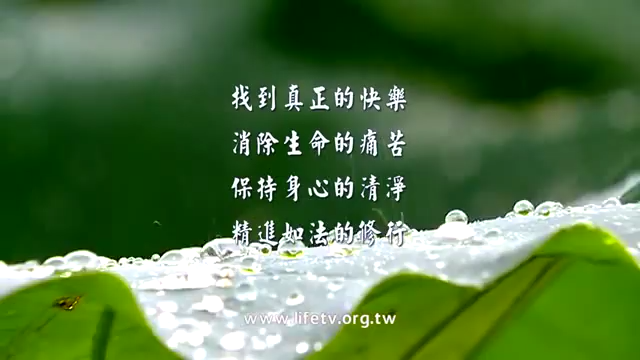 找到真正的快樂
消除生命的痛苦
保持身心的清淨
精進如法的修行
www.lifetv.org.tw